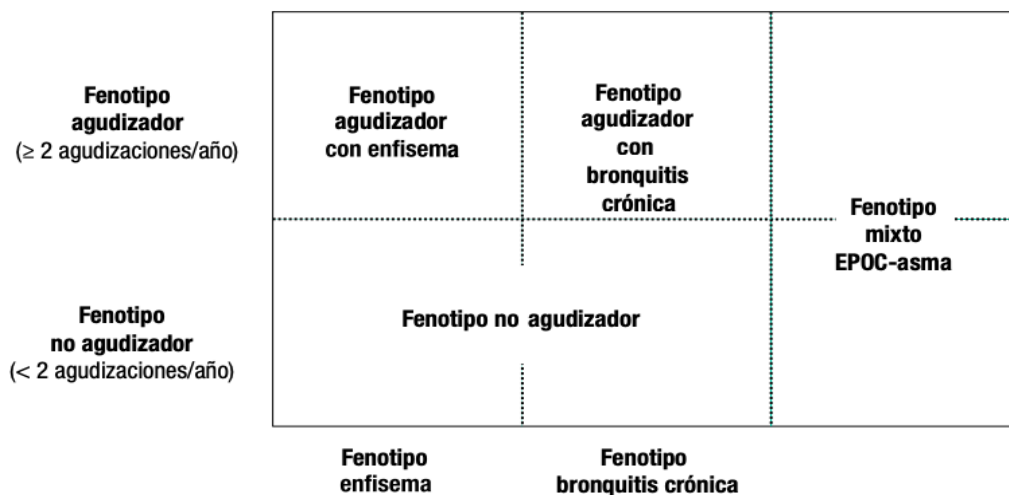 Fenotipo
agudizador
(≥ 2 agudizaciones/año)
Fenotipo
agudizador
con enfisema
Fenotipo
agudizador
con
bronquitis
crónica
Fenotipo
mixto
EPOC-asma
Fenotipo
no agudizador
(< 2 agudizaciones/año)
Fenotipo no agudizador
Fenotipo
enfisema
Fenotipo
bronquitis crónica